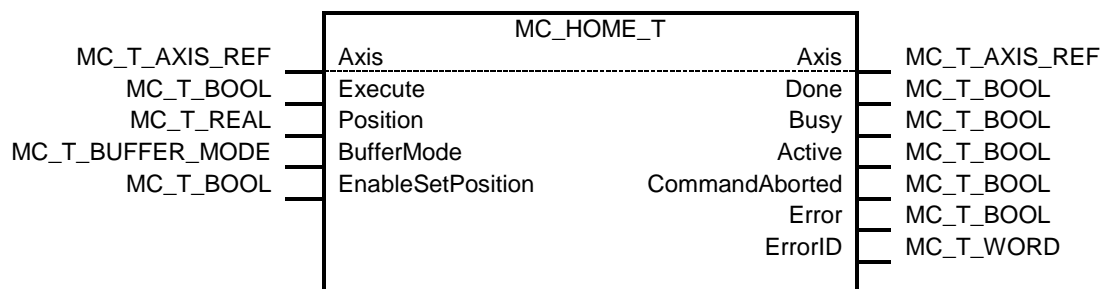 MC_HOME_T
MC_T_AXIS_REF Axis Axis MC_T_AXIS_REF
MC_T_BOOL Execute Done MC_T_BOOL
MC_T_REAL Position Busy MC_T_BOOL
MC_T_BUFFER_MODE BufferMode Active MC_T_BOOL
MC_T_BOOL EnableSetPosition CommandAborted MC_T_BOOL
Error MC_T_BOOL
ErrorID MC_T_WORD